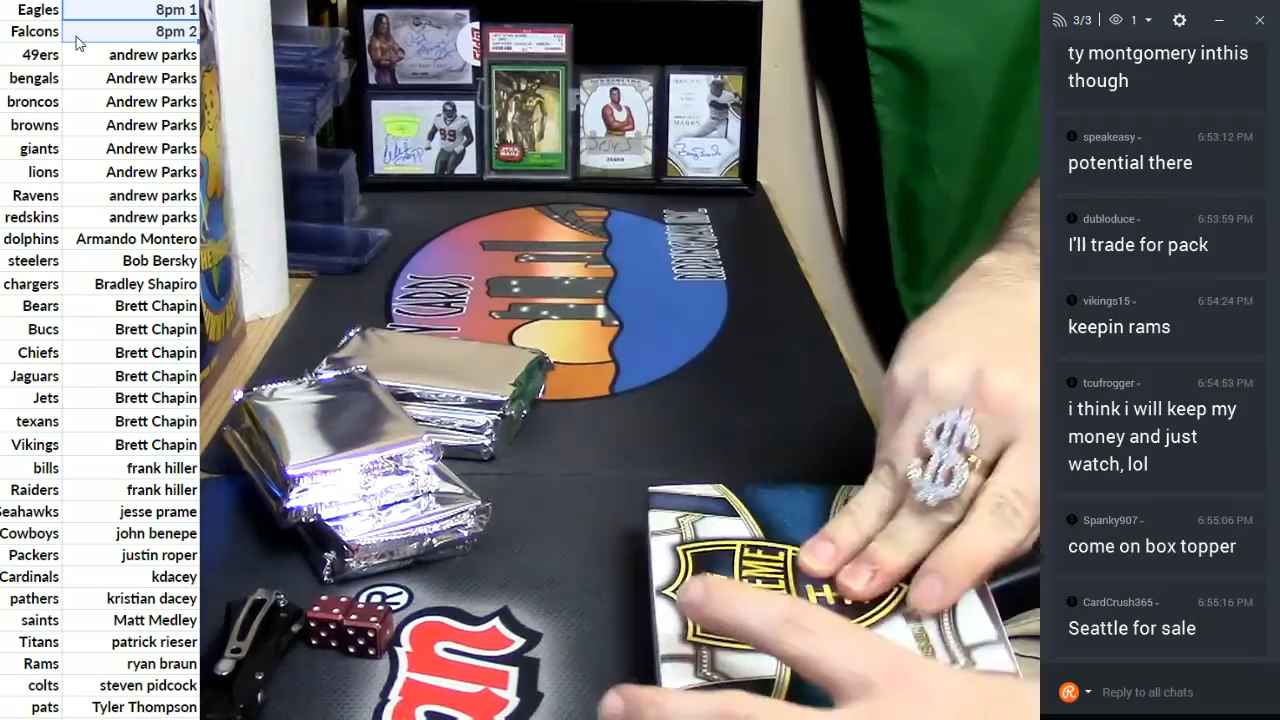 Eagles 8pm 1
Falcons 8pm 2
49ers andrew parks
bengals Andrew Parks
broncos Andrew Parks
browns Andrew Parks
giants Andrew Parks
lions Andrew Parks
Ravens andrew parks
redskins andrew parks
dolphins Armando Montero
steelers Bob Bersky
chargers Bradley Shapiro
Bears Brett Chapin
Bucs Brett Chapin
Chiefs Brett Chapin
Jaguars Brett Chapin
Jets Brett Chapin
texans Brett Chapin
Vikings Brett Chapin
bills frank hiller
Raiders frank hiller
Seahawks jesse prame
Cowboys john benepe
Packers justin roper
Cardinals kdacey
pathers kristian dacey
saints Matt Medley
Titans patrick rieser
Rams ryan braun
colts steven pidcock
pats Tyler Thompson
STAR WARS
MARKS
N CARDS
®
an
EME
3/3 1
ty montgomery inthis
though
speakeasy 6:53:12 PM
potential there
dubloduce 6:53:59 PM
I'll trade for pack
vikings15 6:54:24 PM
keepin rams
tcufrogger 6:54:53 PM
i think i will keep my
money and just
watch, lol
Spanky907 6:55:06 PM
come on box topper
CardCrush365 6:55:16 PM
Seattle for sale
Reply to all chats